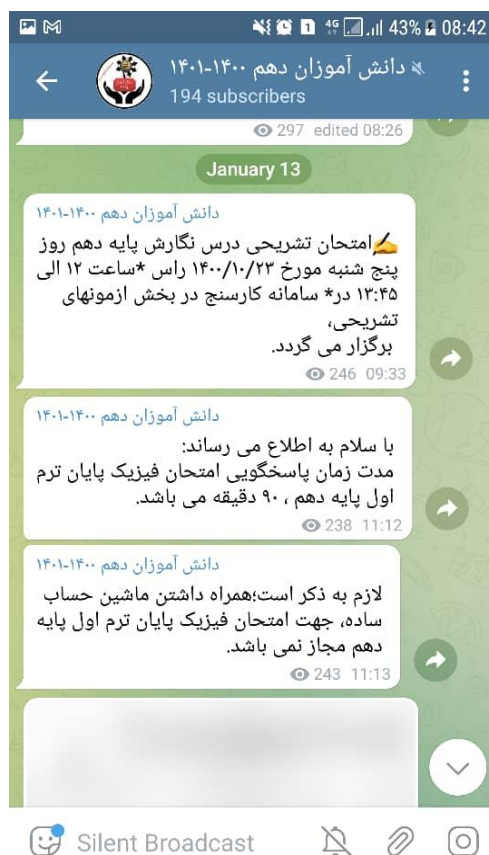 43% 08:42
دانش آموزان دهم ۱۴۰۰-۱۴۰۱
194 subscribers
297 edited 08:26
January 13
دانش آموزان دهم ۱۴۰۰-۱۴۰۱
✍امتحان تشریحی درس نگارش پایه دهم روز
پنج شنبه مورخ ۱۴۰۰/۱۰/۲۳ راس *ساعت ۱۲ الی
۱۳:۴۵ در* سامانه کارسنج در بخش ازمونهای
تشریحی،
برگزار می گردد.
246 09:33
دانش آموزان دهم ۱۴۰۰-۱۴۰۱
با سلام به اطلاع می رساند:
مدت زمان پاسخگویی امتحان فیزیک پایان ترم
اول پایه دهم ، ۹۰ دقیقه می باشد.
238 11:12
دانش آموزان دهم ۱۴۰۰-۱۴۰۱
لازم به ذکر است؛همراه داشتن ماشین حساب
ساده، جهت امتحان فیزیک پایان ترم اول پایه
دهم مجاز نمی باشد.
243 11:13
Silent Broadcast